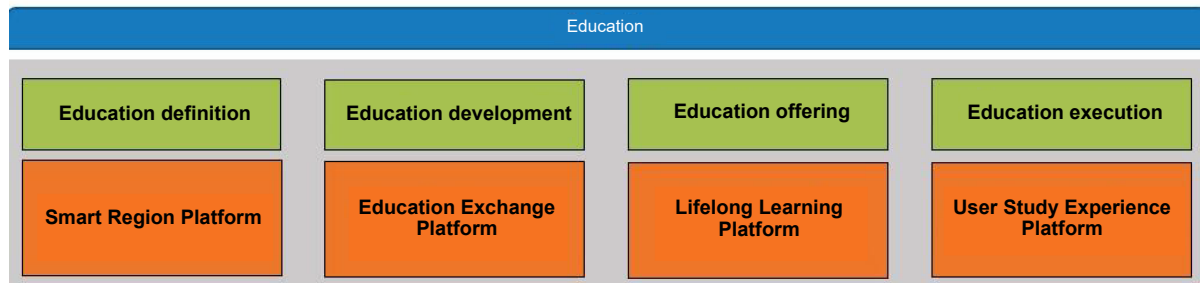 Education
Education definition
Education development
Education offering
Education execution
Smart Region Platform
Education Exchange
Platform
Lifelong Learning
Platform
User Study Experience
Platform